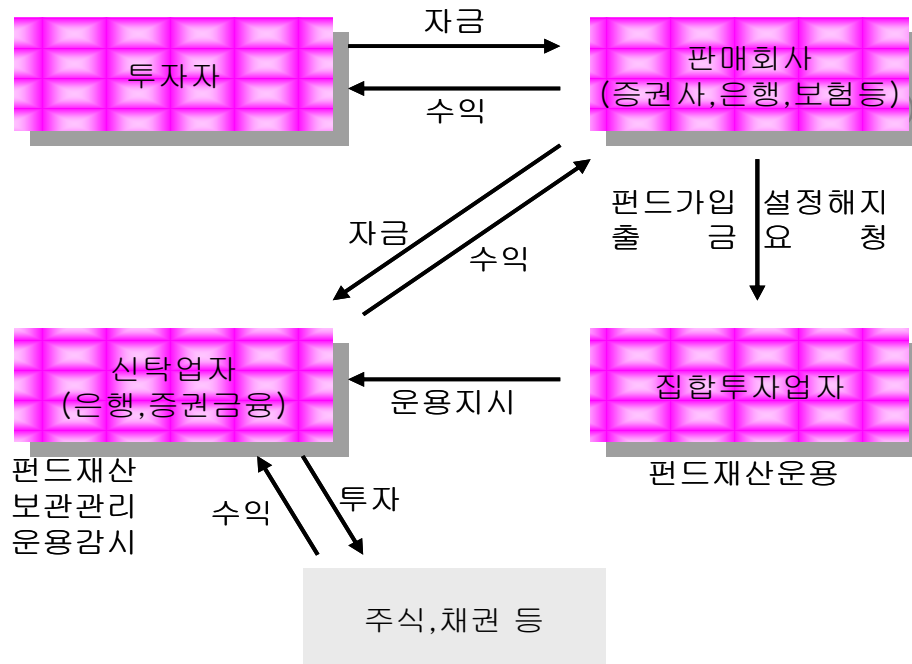 자금
투자자
판매회사
(증권사,은행,보험등)
수익
펀드가입 설정해지
출 금 요 청
자금
수익
신탁업자
(은행,증권금융)
운용지시
집합투자업자
펀드재산
보관관리
운용감시
펀드재산운용
수익
투자
주식,채권 등